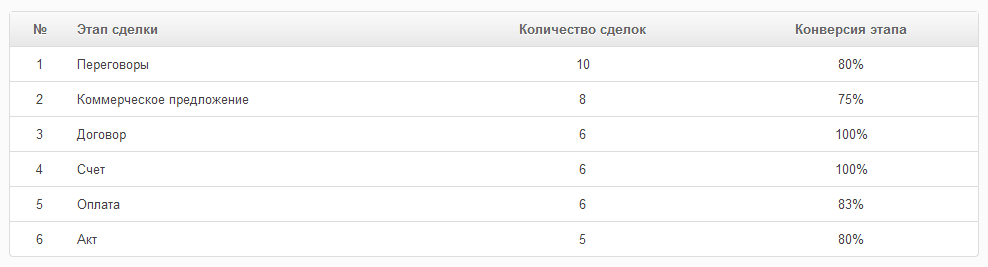 № Этап сделки Количество сделок Конверсия этапа
1 Переговоры 10 80%
2 Коммерческое предложение 8 75%
3 Договор 6 100%
4 Счет 6 100%
5 Оплата 6 83%
6 Акт 5 80%